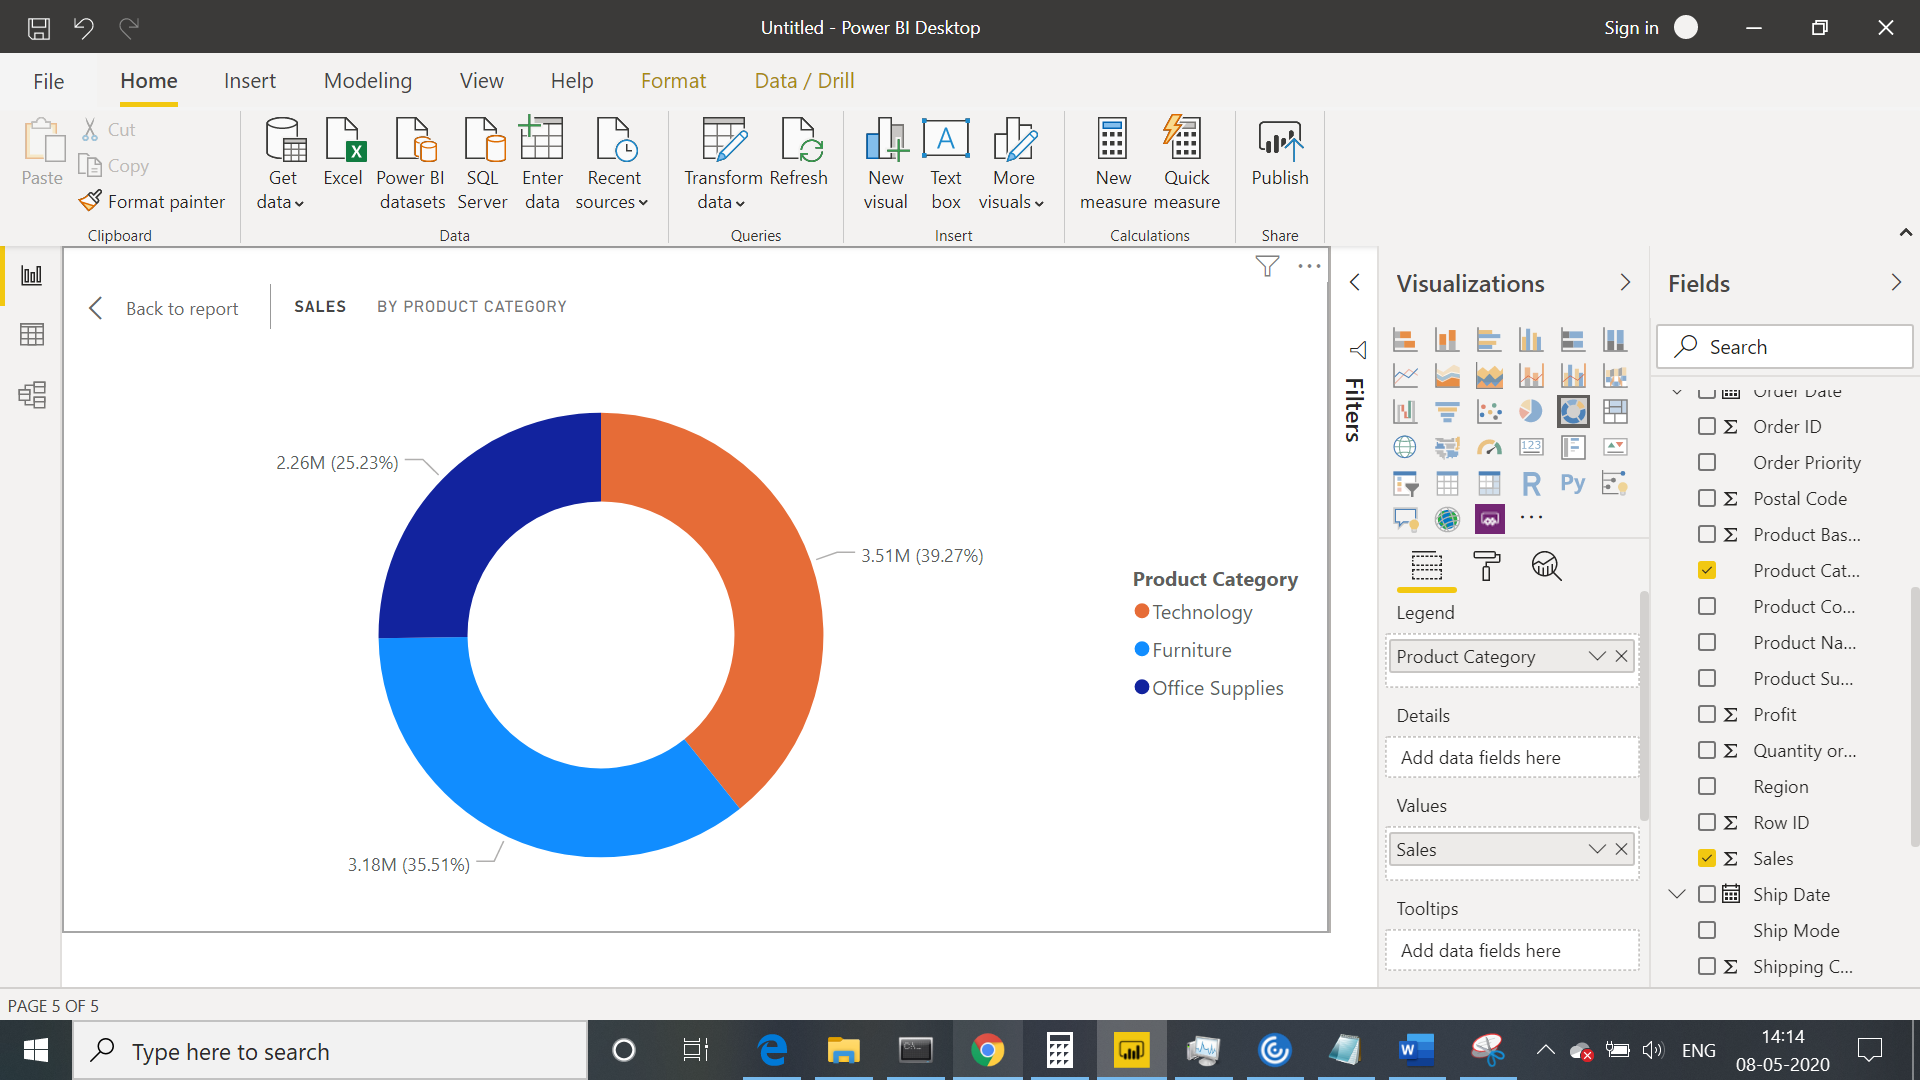 Untitled - Power BI Desktop
Sign in
File
Home
Insert
Modeling
View
Help
Format
Data / Drill
Paste
Cut
Copy
Format painter
Clipboard
Get data
Excel
Power BI datasets
SQL Server
Enter data
Recent sources
Data
Transform data
Refresh
Queries
New visual
Text box
More visuals
Insert
New measure
Quick measure
Calculations
Publish
Share
Back to report
SALES
BY PRODUCT CATEGORY
2.26M (25.23%)
3.51M (39.27%)
3.18M (35.51%)
Product Category
Technology
Furniture
Office Supplies
Filters
Visualizations
123
R
Py
Legend
Product Category
Details
Add data fields here
Values
Sales
Tooltips
Add data fields here
Fields
Search
Order Date
Order ID
Order Priority
Postal Code
Product Bas...
Product Cat...
Product Co...
Product Na...
Product Su...
Profit
Quantity or...
Region
Row ID
Sales
Ship Date
Ship Mode
Shipping C...
PAGE 5 OF 5
Type here to search
ENG
14:14
08-05-2020